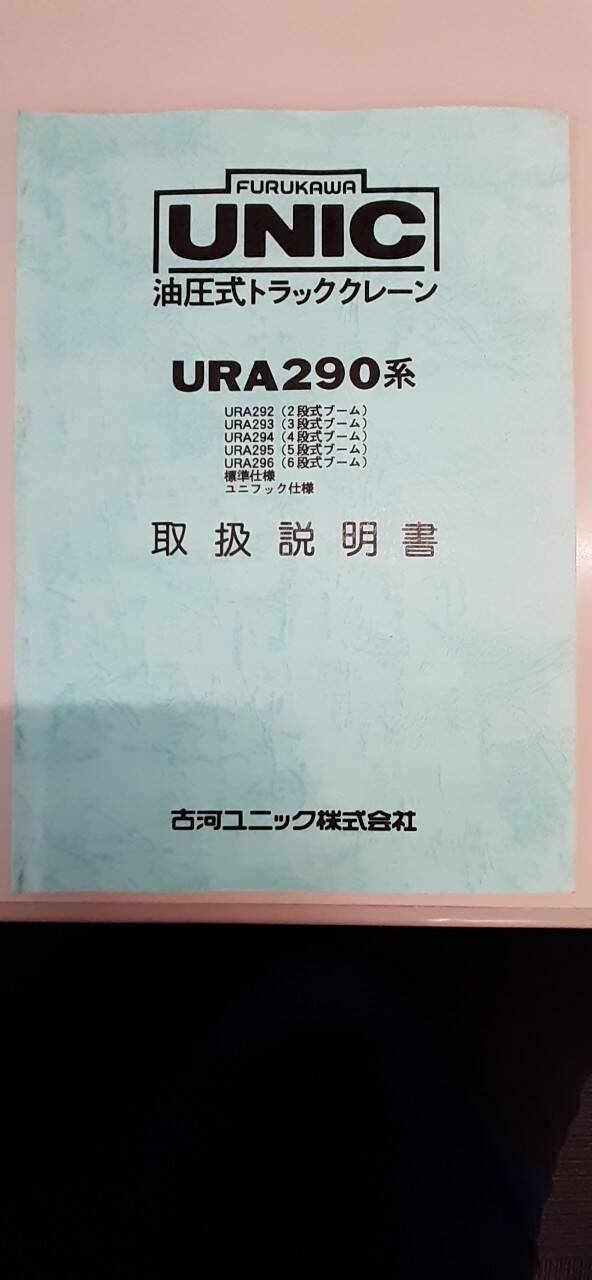 FURUKAWA
UNIC
油圧式トラッククレーン
URA290系
URA292(2段式ブーム)
URA293(3段式ブーム)
URA294(4段式ブーム)
URA295(5段式ブーム)
URA296(6段式ブーム)
標準仕様
ユニフック仕様
取扱説明書
古河ユニック株式会社